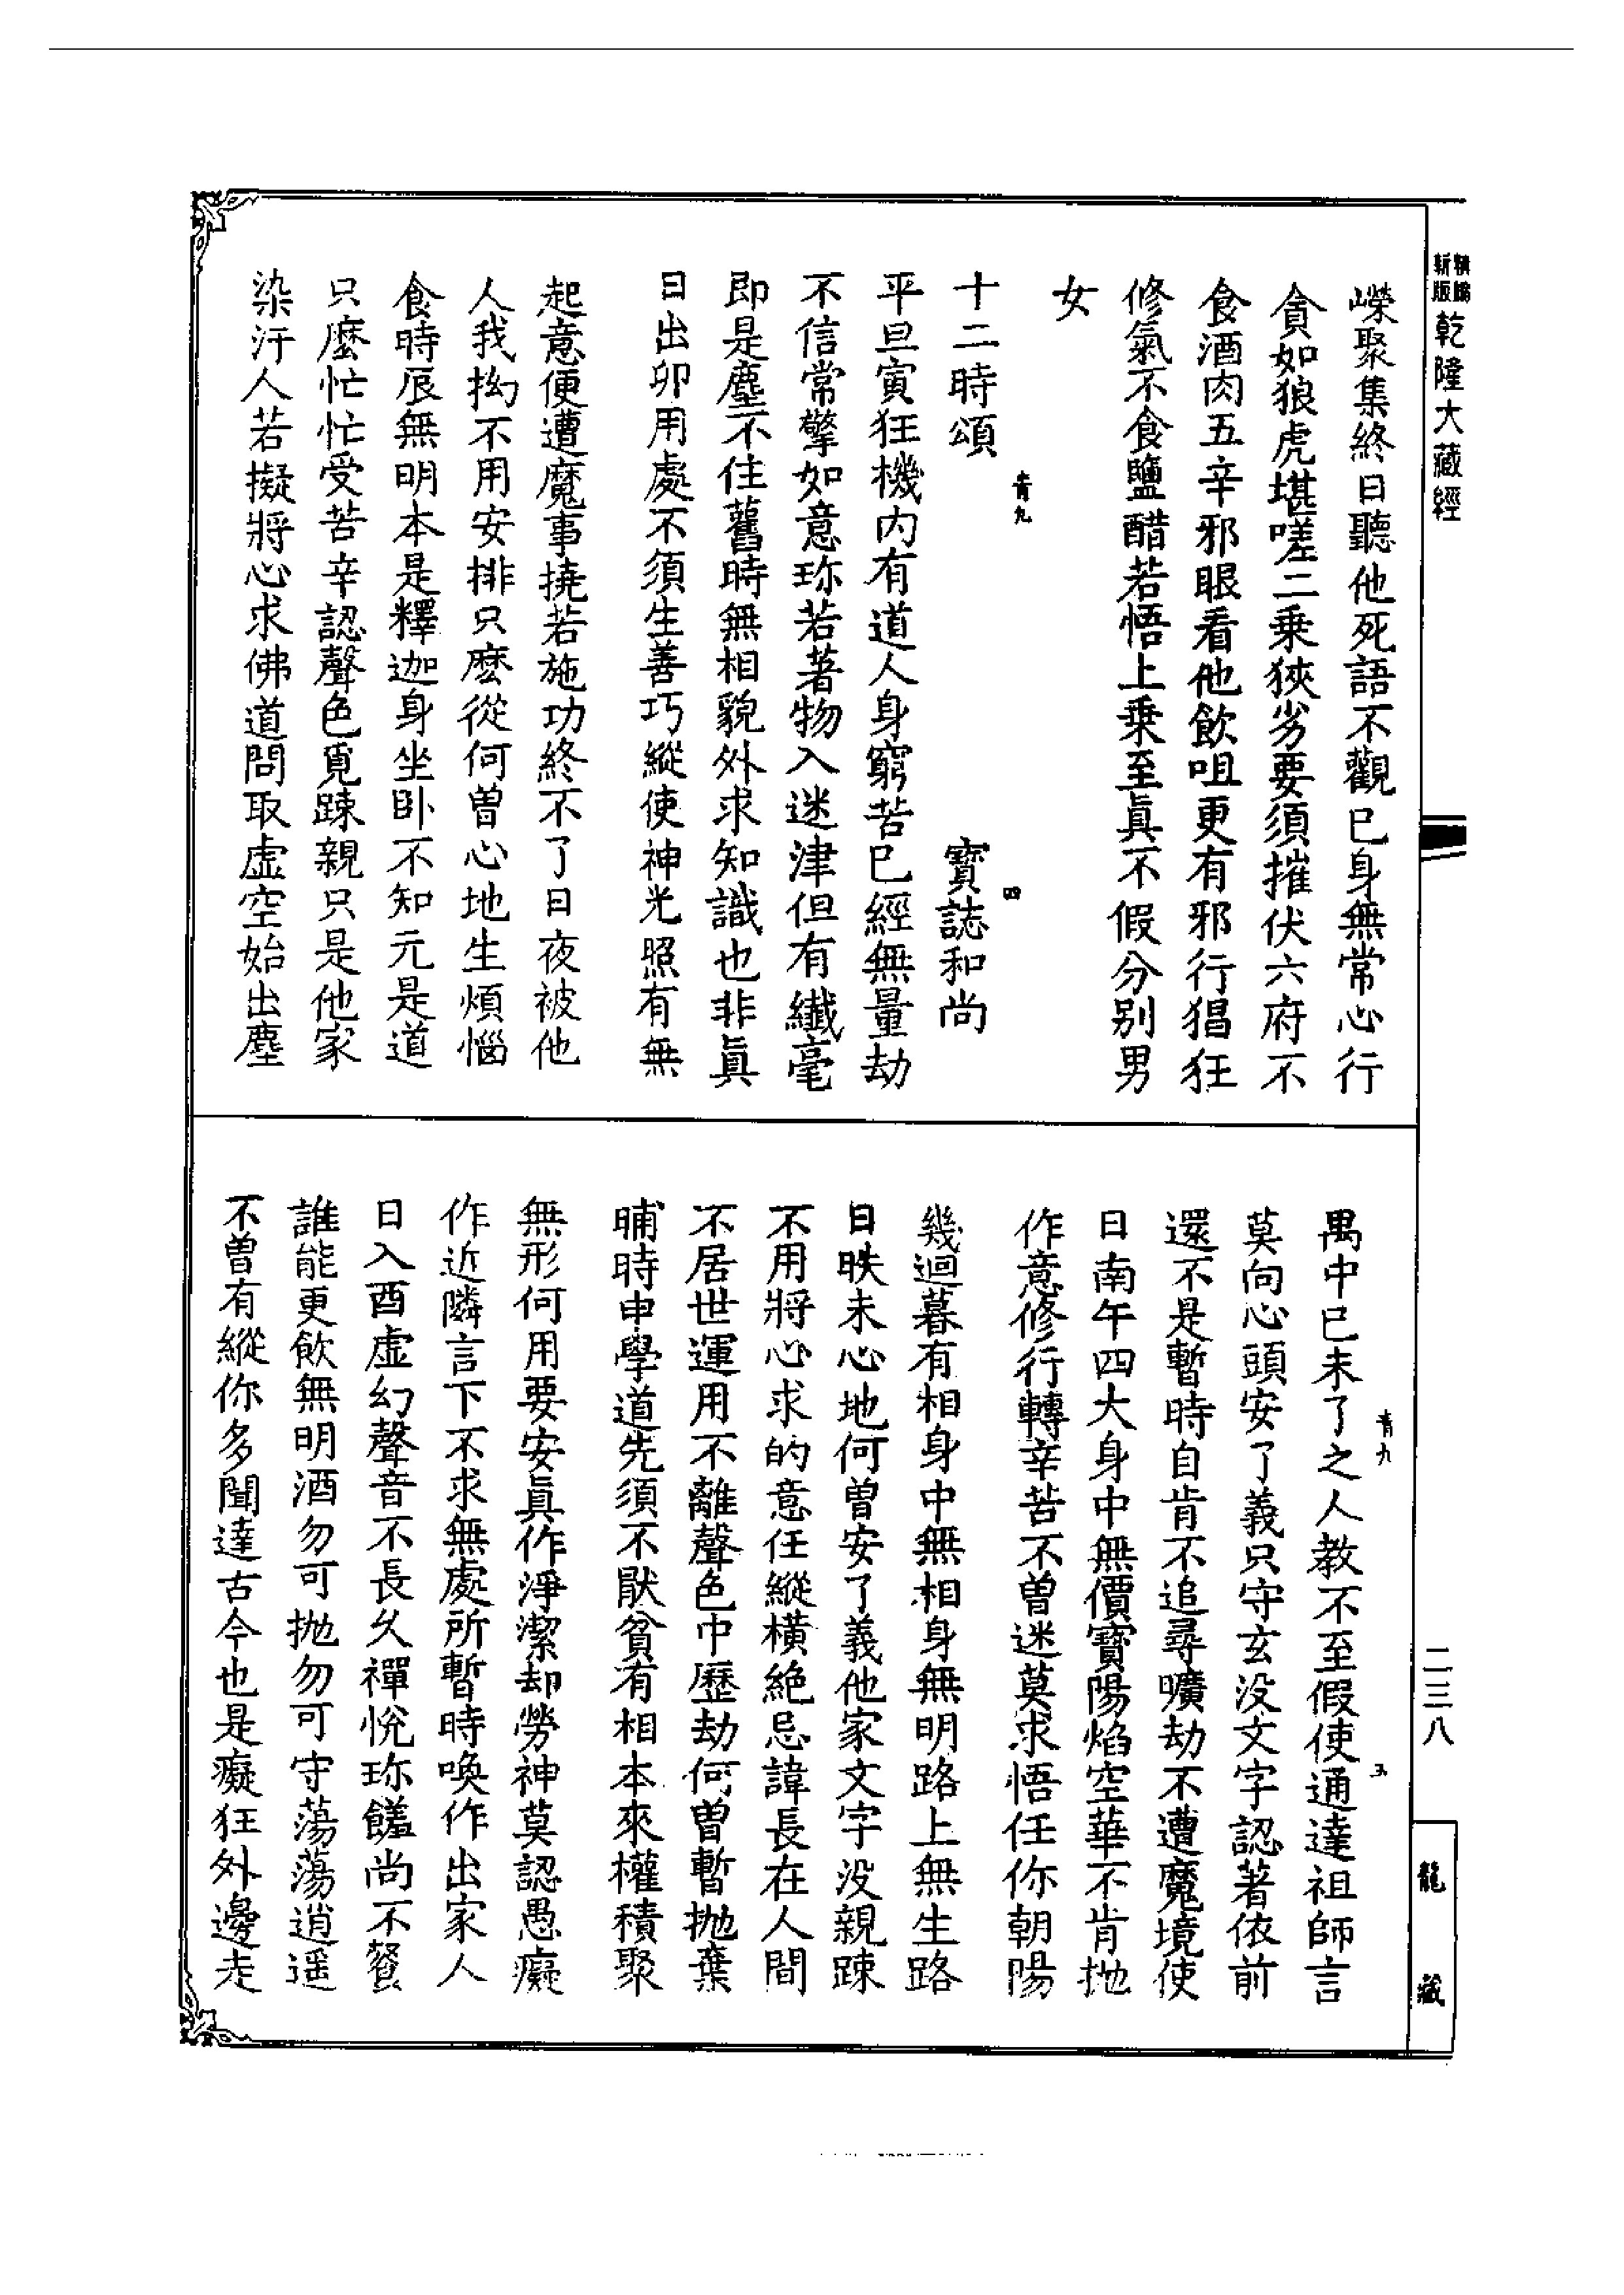 新版
精縮
乾隆大藏經
嶸聚集終日聽他死語不觀已身無常心行
貪如狼虎堪嗟二乘狹劣要須摧伏六府不
食酒肉五辛邪眼看他飲咀更有邪行猖狂
修氣不食鹽醋若悟上乘至眞不假分別男
女
青九
四
十二時頌
寶誌和尚
平旦寅狂機內有道人身窮苦已經無量劫
不信常擎如意珍若著物入迷津但有纖毫
即是塵不住舊時無相貌外求知識也非眞
日出卯用處不須生善巧縱使神光照有無
起意便遭魔事撓若施功終不了日夜被他
人我拗不用安排只麽從何曽心地生煩惱
食時辰無明本是釋迦身坐卧不知元是道
只麽忙忙受苦辛認聲色覓踈親只是他家
染汙人若擬將心求佛道問取虛空始出塵
二三八
龍藏
青九
五
禺中巳未了之人教不至假使通達祖師言
莫向心頭安了義只守玄没文字認著依前
還不是暫時自肯不追尋曠劫不遭魔境使
日南午四大身中無價寶陽焰空華不肯抛
作意修行轉辛苦不曽迷莫求悟任你朝陽
幾迴暮有相身中無相身無明路上無生路
日昳未心地何曽安了義他家文字没親踈
不用將心求的意任縱橫絶忌諱長在人間
不居世運用不離聲色中歷劫何曽暫抛棄
晡時申學道先須不猒貧有相本來權積聚
無形何用要安眞作淨潔却勞神莫認愚癡
作近隣言下不求無處所暫時喚作出家人
日入酉虛幻聲音不長久禪悅珍饈尚不餐
誰能更飲無明酒勿可抛勿可守蕩蕩逍遥
不曽有縱你多聞達古今也是癡狂外邊走